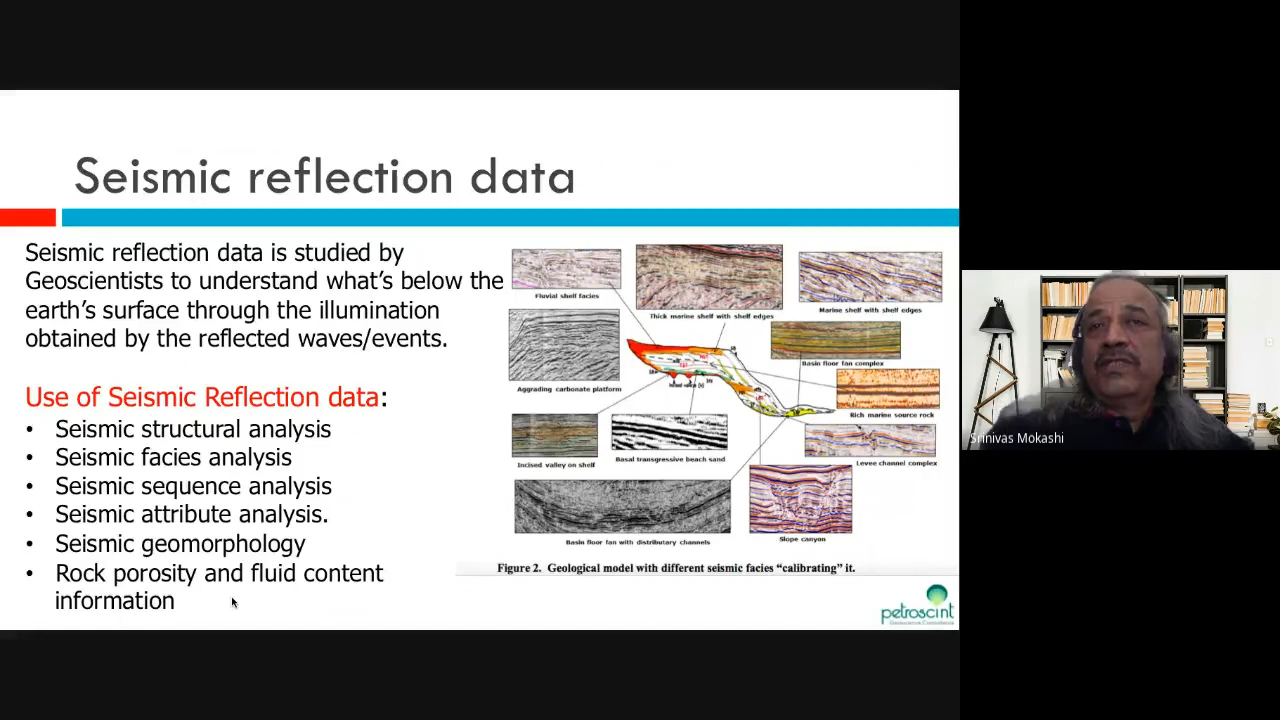 Seismic reflection data
Seismic reflection data is studied by
Geoscientists to understand what's below the
earth's surface through the illumination
obtained by the reflected waves/events.
Use of Seismic Reflection data:
• Seismic structural analysis
• Seismic facies analysis
• Seismic sequence analysis
• Seismic attribute analysis.
• Seismic geomorphology
• Rock porosity and fluid content
information
Fluvial shelf facies
Thick marine shelf with shelf edges
Marine shelf with shelf edges
Basin floor fan complex
Aggrading carbonate platform
Rich marine source rock
Incised valley on shelf
Basal transgressive beach sand
Levee channel complex
Basin floor fan with distributary channels
Slope canyon
Figure 2. Geological model with different seismic facies "calibrating" it.
petroscint
Srinivas Mokashi